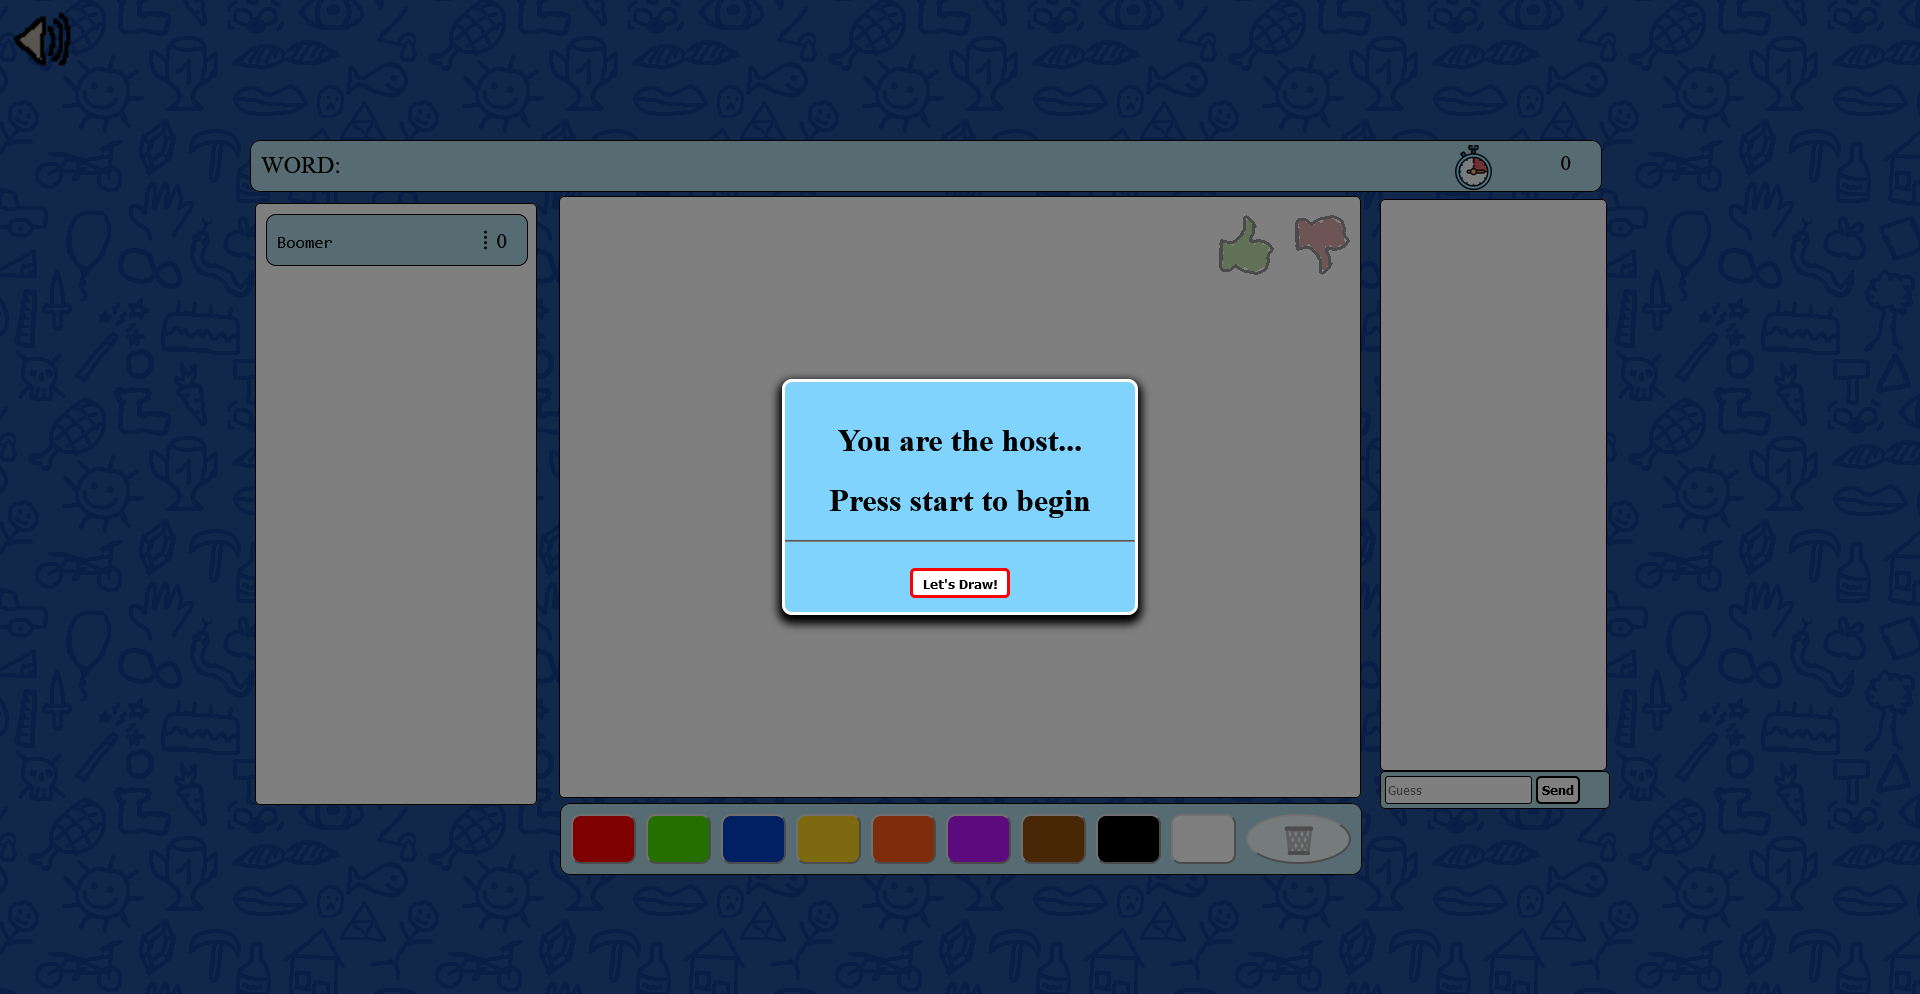 WORD:
0
Boomer
0
You are the host...
Press start to begin
Let's Draw!
Guess
Send